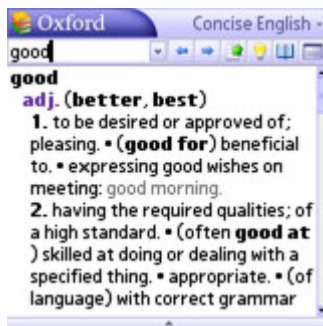 Oxford Concise English
good
good
adj. (better, best)
1. to be desired or approved of;
pleasing. • (good for) beneficial
to. • expressing good wishes on
meeting: good morning.
2. having the required qualities; of
a high standard. • (often good at
) skilled at doing or dealing with a
specified thing. • appropriate. • (of
language) with correct grammar